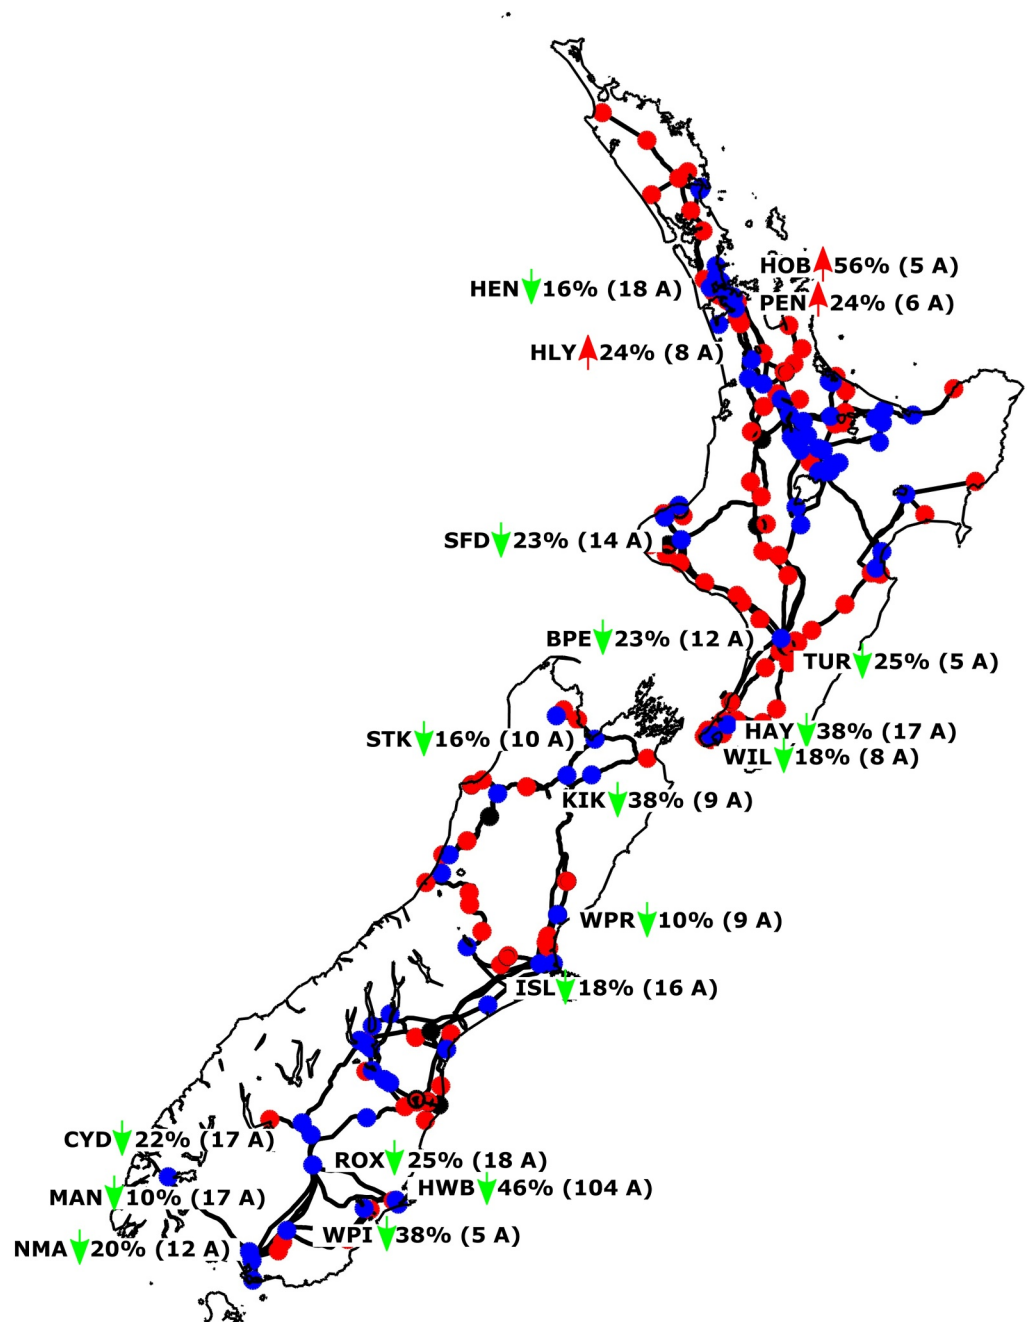 HOB 56% (5 A)
HEN 16% (18 A)
PEN 24% (6 A)
HLY 24% (8 A)
SFD 23% (14 A)
BPE 23% (12 A)
TUR 25% (5 A)
HAY 38% (17 A)
STK 16% (10 A)
WIL 18% (8 A)
KIK 38% (9 A)
WPR 10% (9 A)
ISL 18% (16 A)
CYD 22% (17 A)
ROX 25% (18 A)
HWB 46% (104 A)
MAN 10% (17 A)
WPI 38% (5 A)
NMA 20% (12 A)